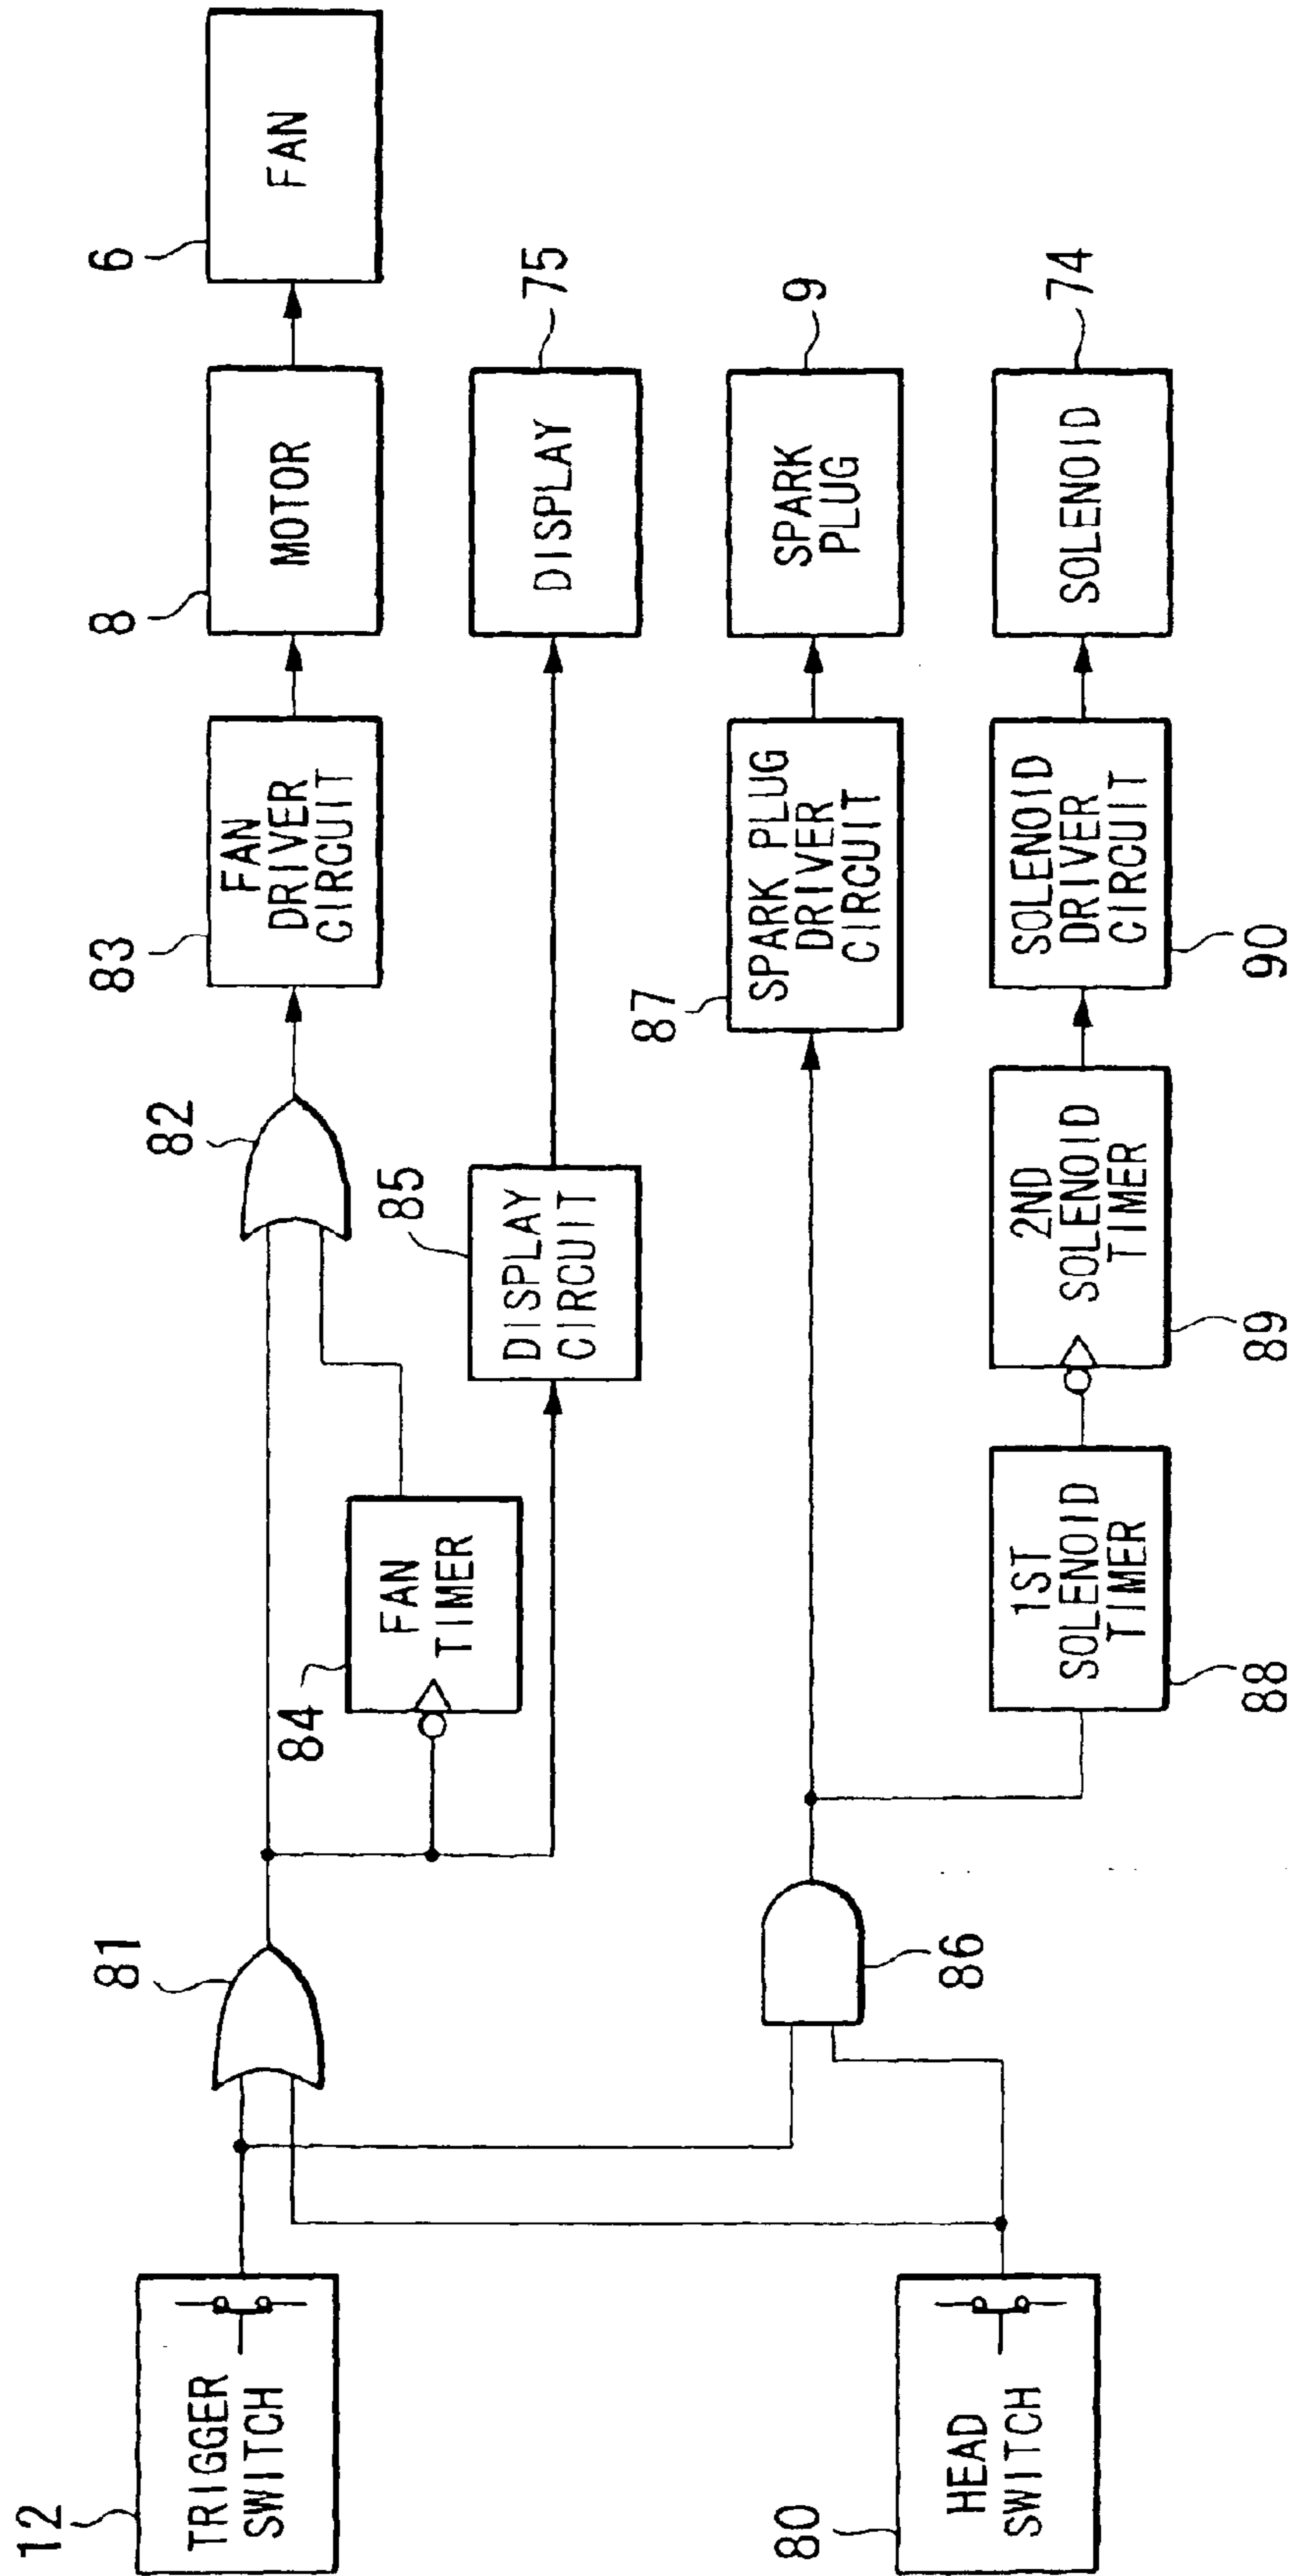 12
TRIGGER
SWITCH
80
HEAD
SWITCH
81
86
84
FAN
TIMER
88
1ST
SOLENOID
TIMER
85
DISPLAY
CIRCUIT
82
89
2ND
SOLENOID
TIMER
83
FAN
DRIVER
CIRCUIT
87
SPARK PLUG
DRIVER
CIRCUIT
90
SOLENOID
DRIVER
CIRCUIT
8
MOTOR
75
DISPLAY
9
SPARK
PLUG
74
SOLENOID
6
FAN